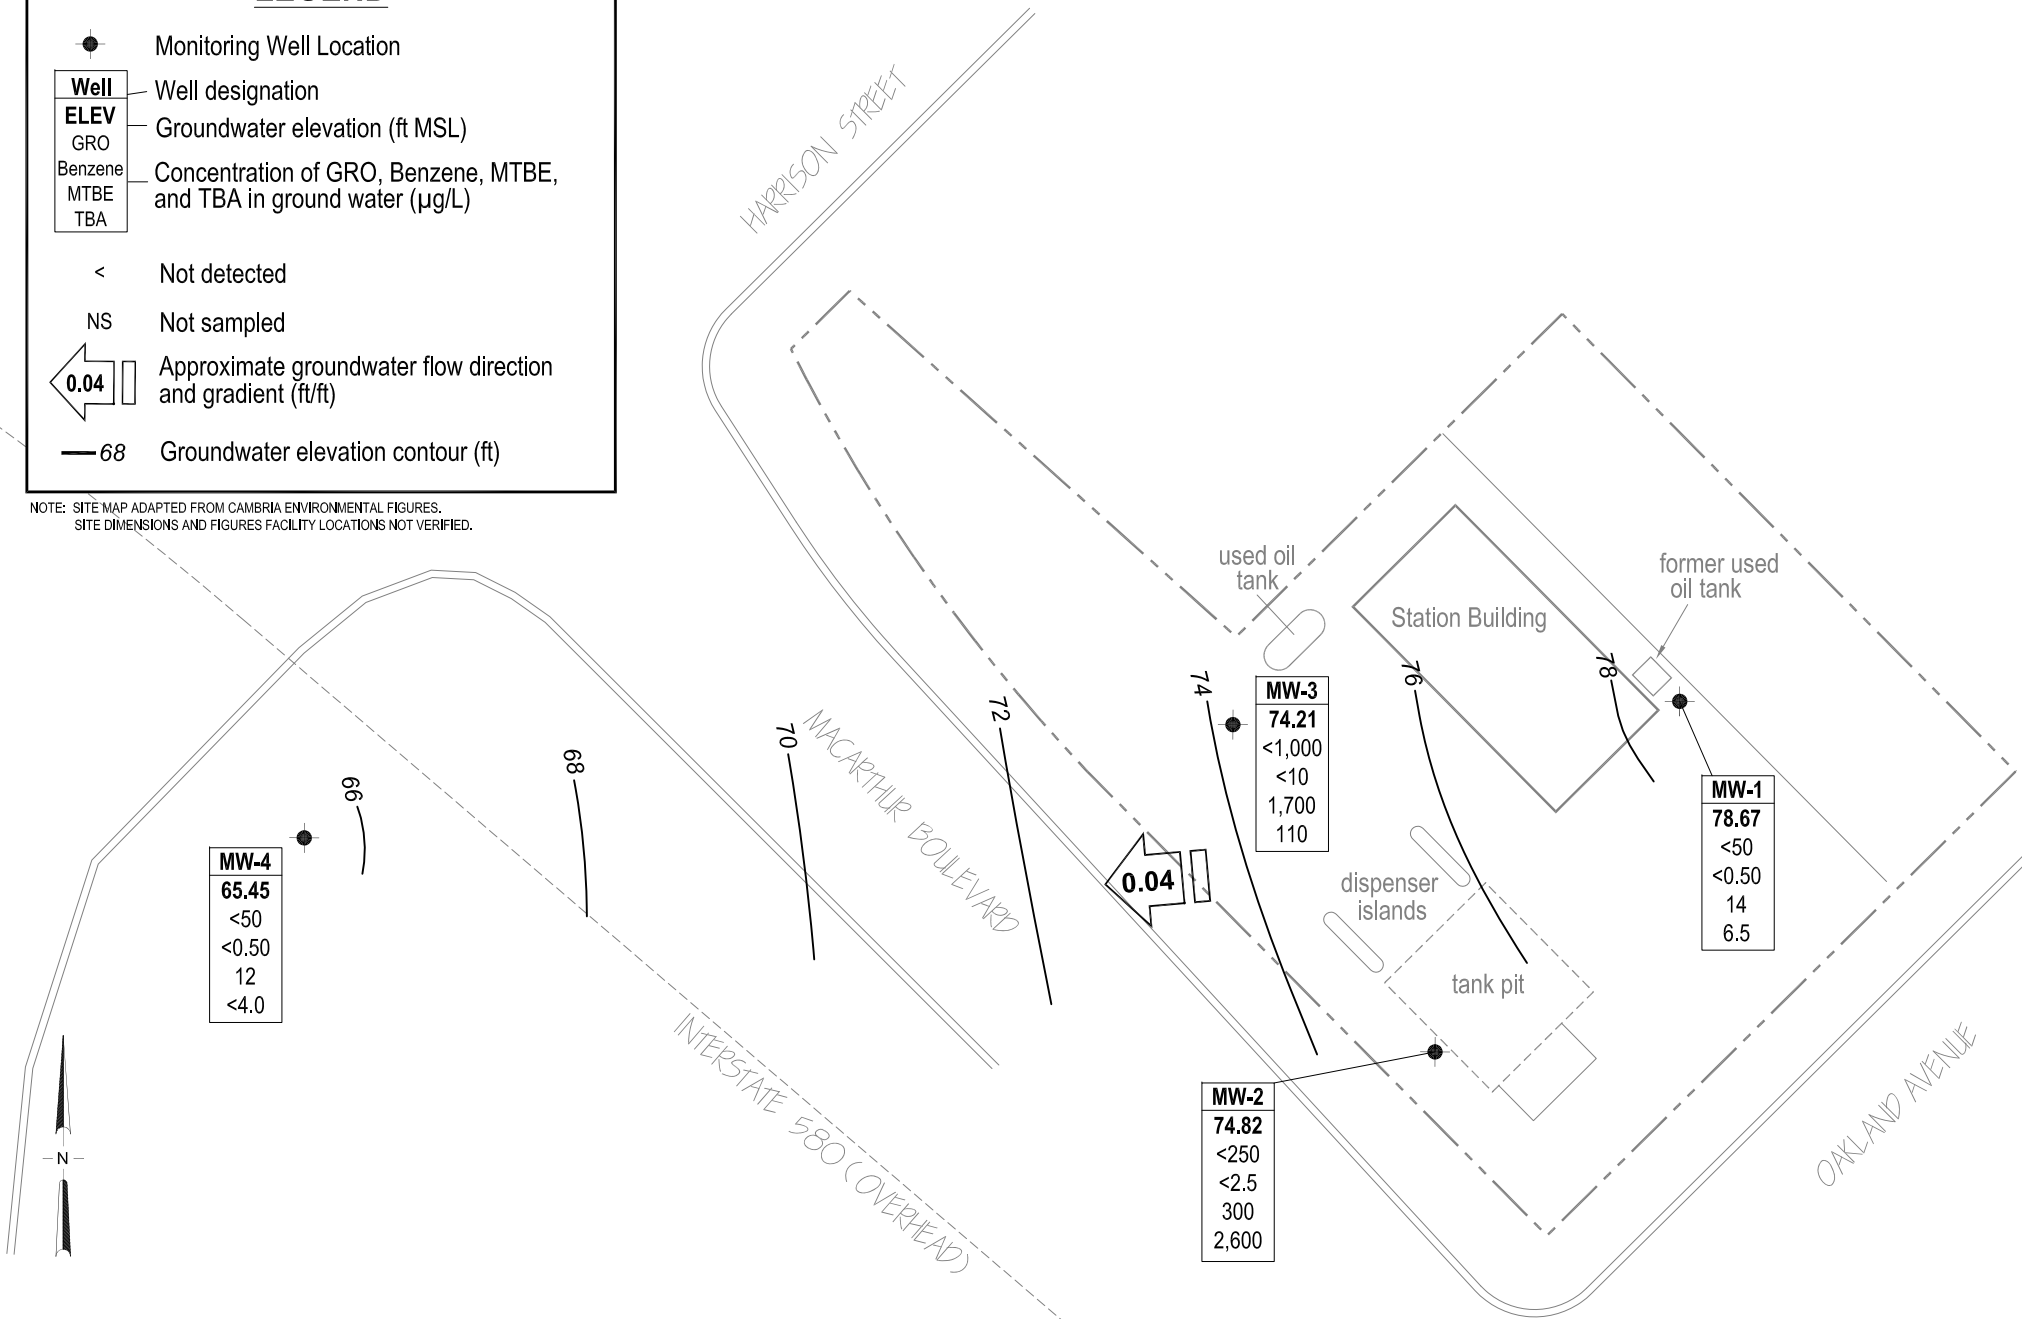 LEGEND
Monitoring Well Location
Well
Well designation
ELEV
Groundwater elevation (ft MSL)
GRO
Benzene
MTBE
TBA
Concentration of GRO, Benzene, MTBE,
and TBA in ground water (µg/L)
<
Not detected
NS
Not sampled
0.04
Approximate groundwater flow direction
and gradient (ft/ft)
68
Groundwater elevation contour (ft)
NOTE: SITE MAP ADAPTED FROM CAMBRIA ENVIRONMENTAL FIGURES.
SITE DIMENSIONS AND FIGURES FACILITY LOCATIONS NOT VERIFIED.
HARRISON STREET
used oil
tank
Station Building
former used
oil tank
66
68
70
72
74
76
78
MACARTHUR BOULEVARD
MW-3
74.21
<1,000
<10
1,700
110
MW-1
78.67
<50
<0.50
14
6.5
MW-4
65.45
<50
<0.50
12
<4.0
0.04
dispenser
islands
tank pit
INTERSTATE 580 (OVERHEAD)
MW-2
74.82
<250
<2.5
300
2,600
OAKLAND AVENUE
N